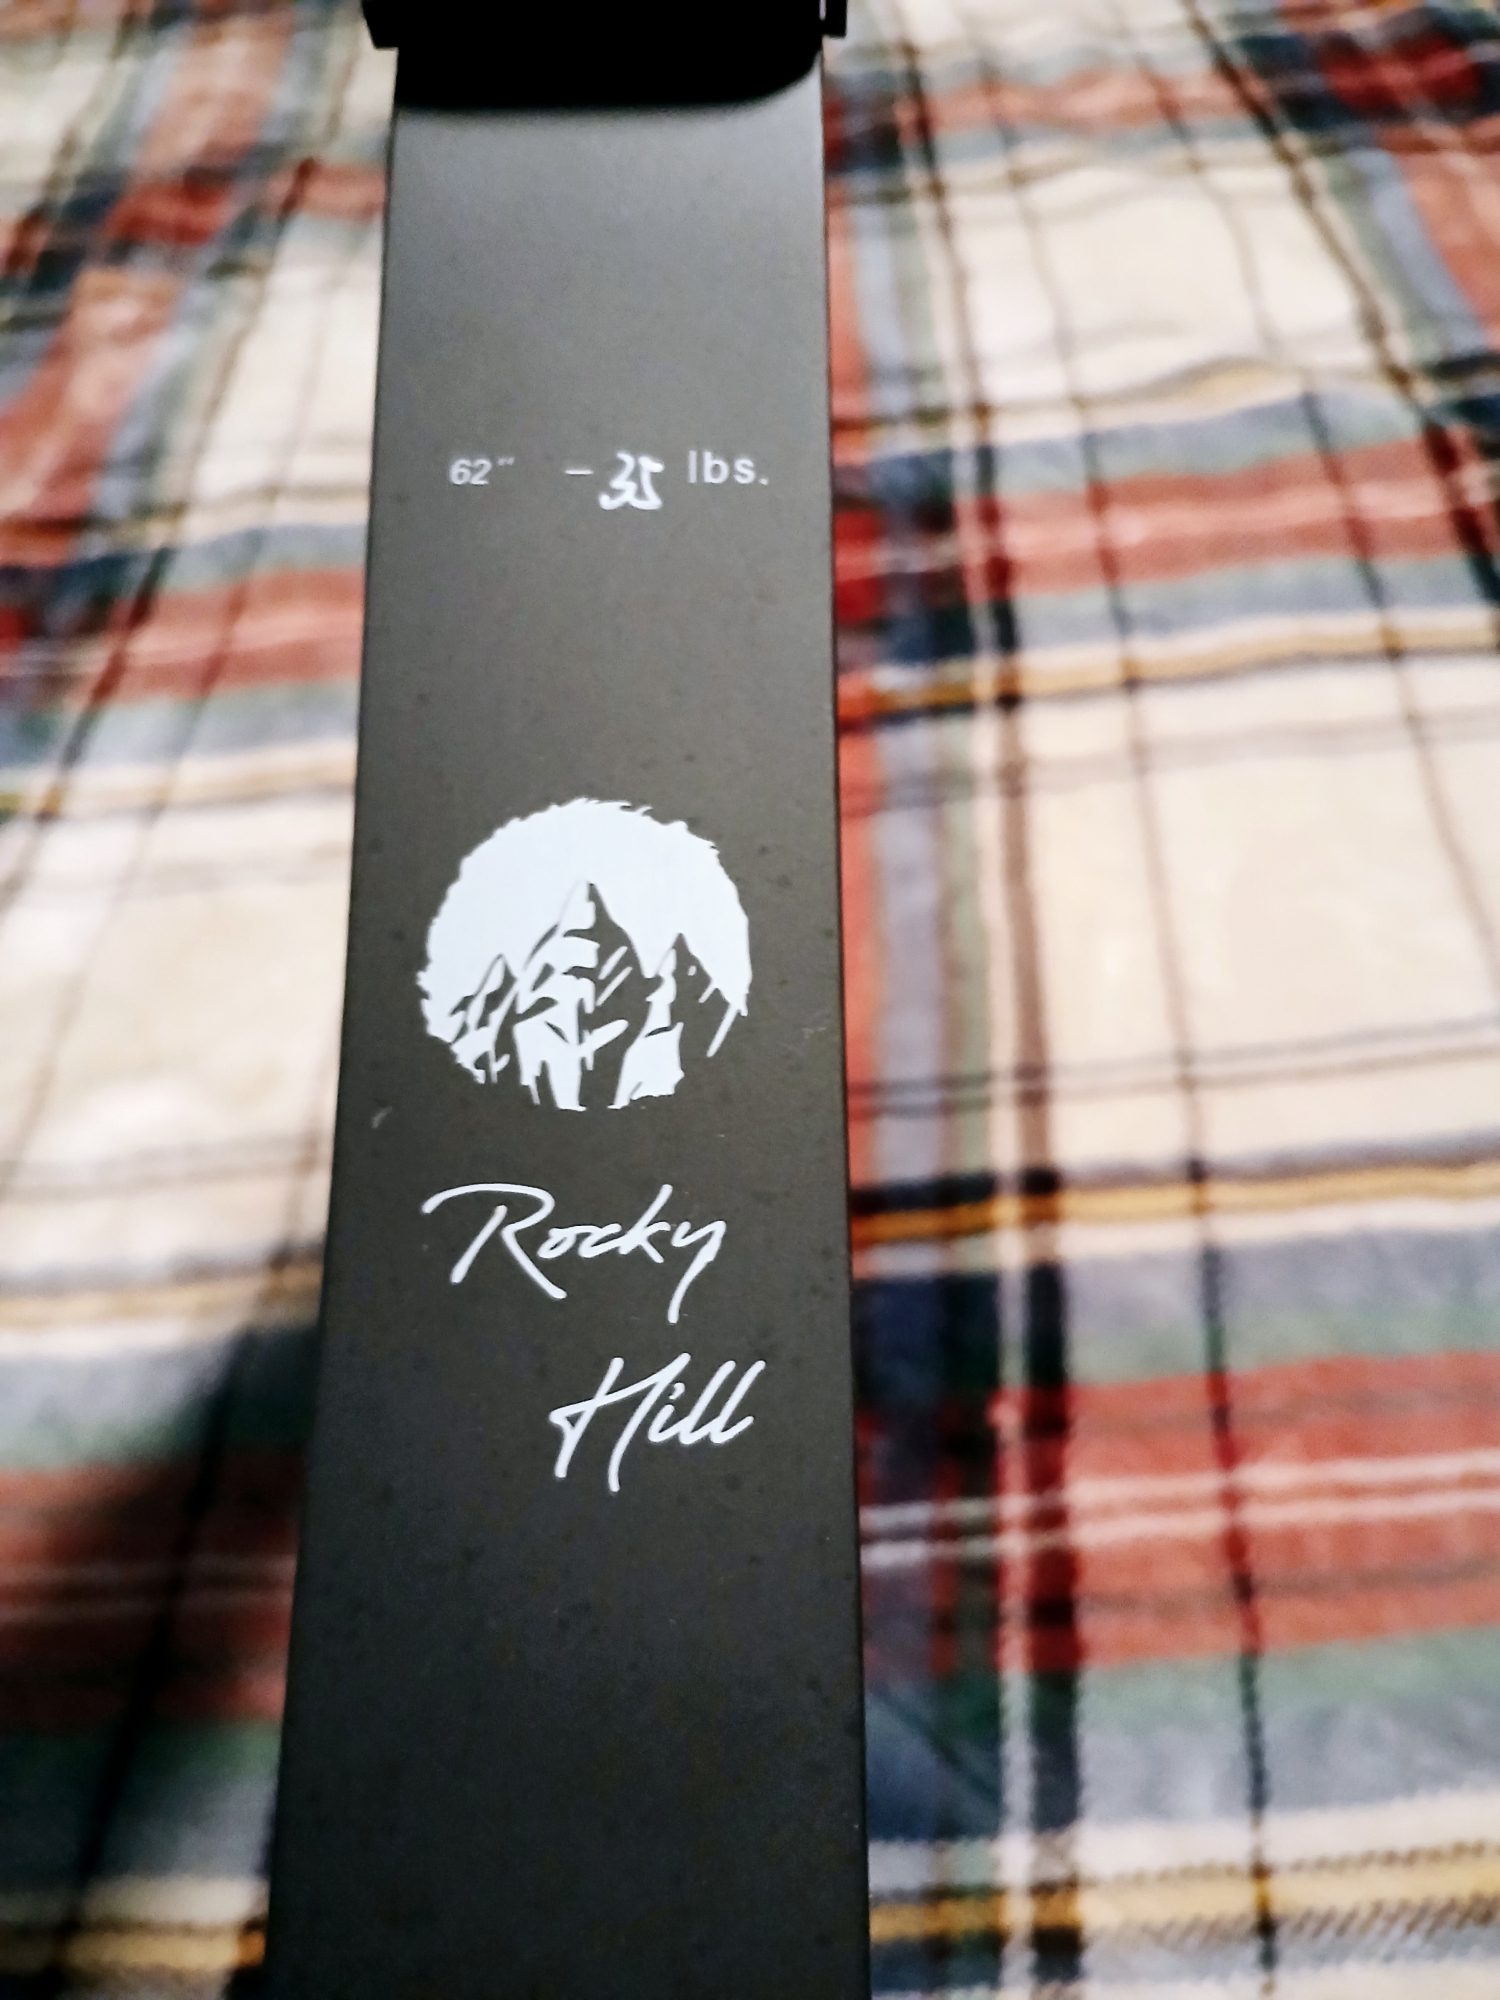 62" - 35 lbs.
Rocky
Hill